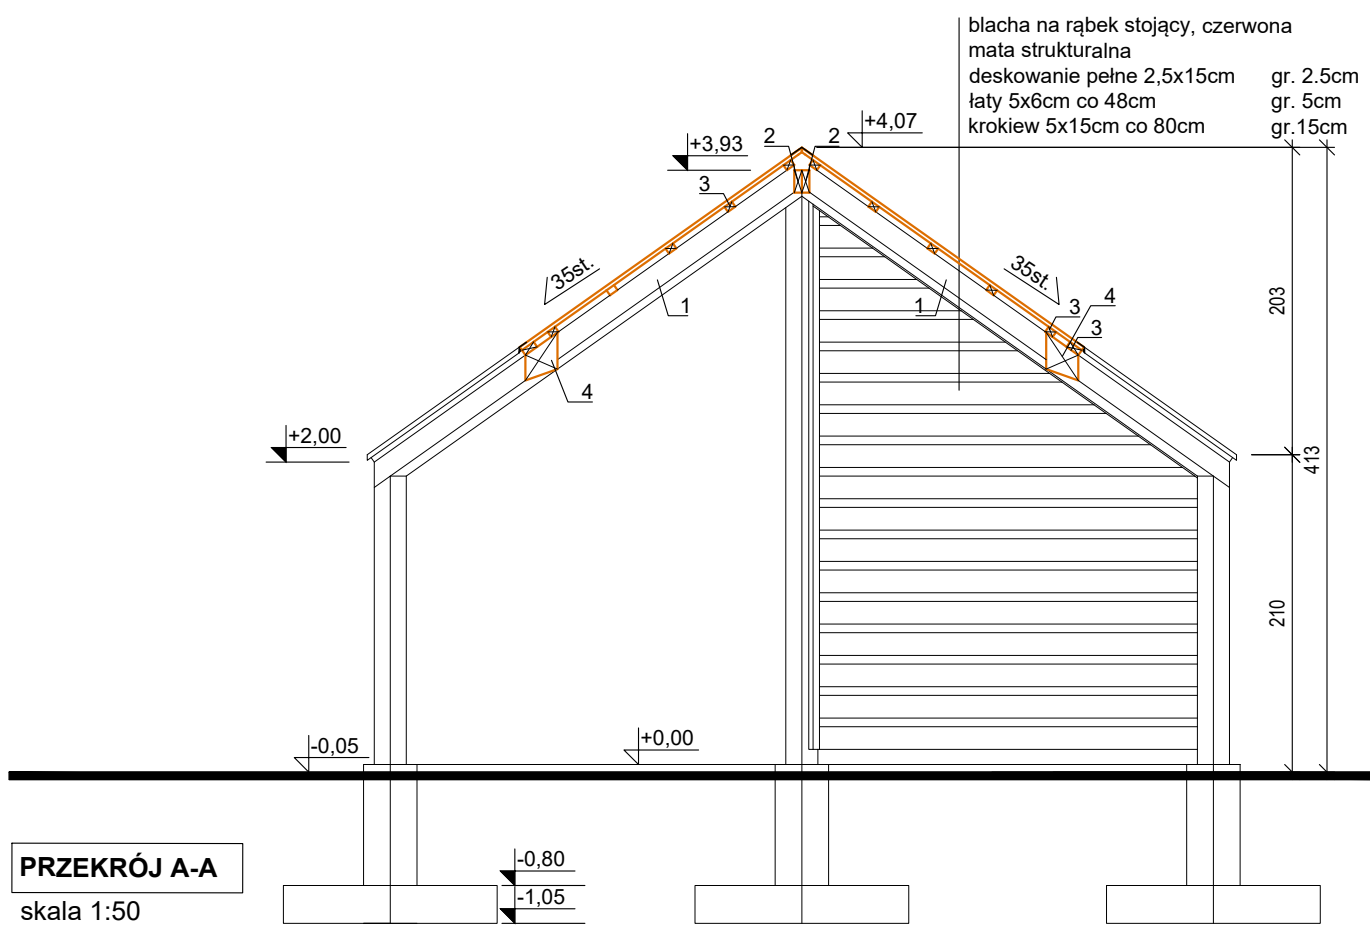 blacha na rąbek stojący, czerwona
mata strukturalna
deskowanie pełne 2,5x15cm gr. 2.5cm
łaty 5x6cm co 48cm gr. 5cm
krokiew 5x15cm co 80cm gr.15cm
+4,07
+3,93
2 2
3
35st. 35st.
1 1
4
3
3
4
203
+2,00
413
210
+0,00
-0,05
-0,80
-1,05
PRZEKRÓJ A-A
skala 1:50